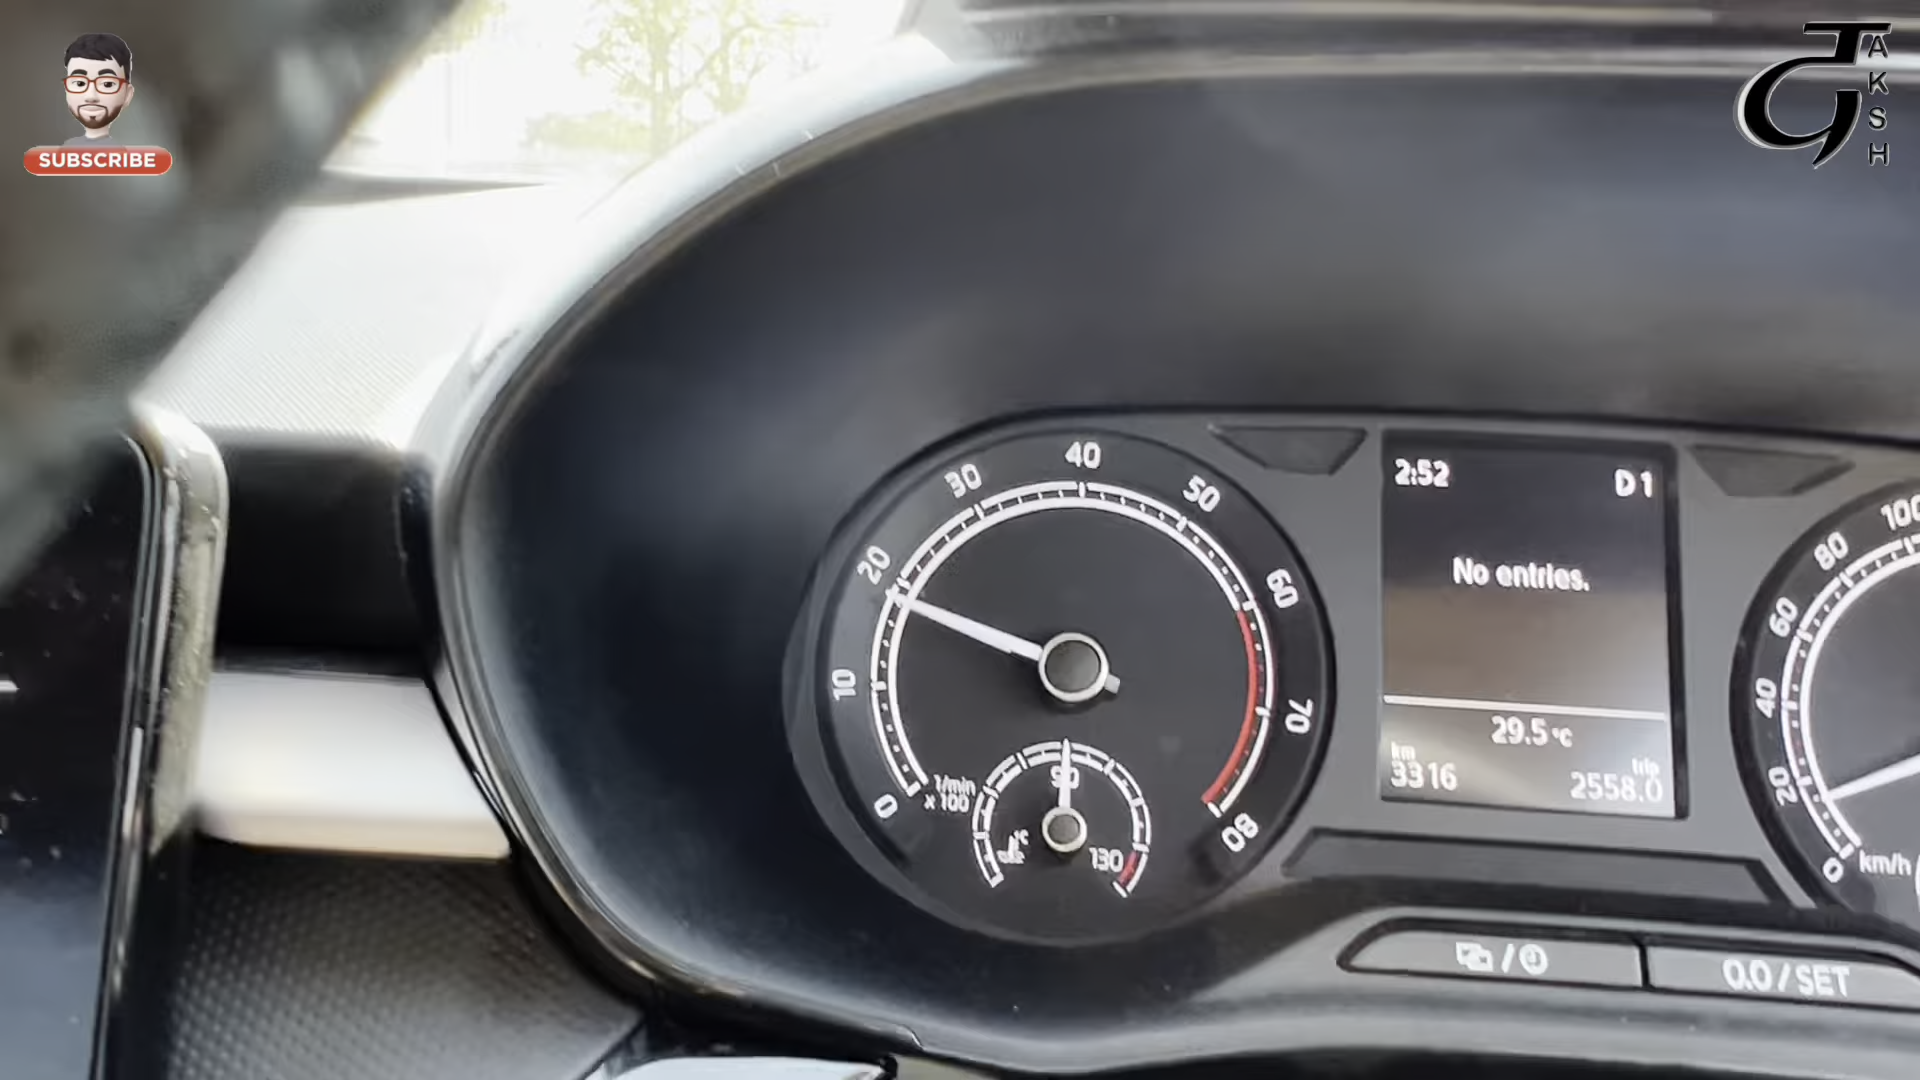 SUBSCRIBE
T AKSH
0 10 20 30 40 50 60 70 80
1/min
x 100
90
130
°C
2:52 D1
No entries.
29.5 °C
km trip
3316 2558.0
0 20 40 60 80 100
km/h
0.0 / SET